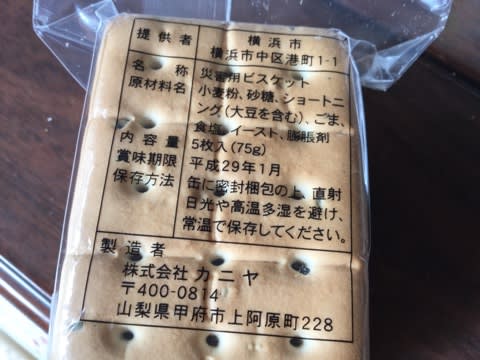 提供者 横浜市
横浜市中区港町1-1
名称 災害用ビスケット
原材料名 小麦粉、砂糖、ショートニ
ング(大豆を含む)、ごま、
食塩、イースト、膨脹剤
内容量 5枚入(75g)
賞味期限 平成29年1月
保存方法 缶に密封梱包の上、直射
日光や高温多湿を避け、
常温で保存してください。
製造者
株式会社カニヤ
〒400-0814
山梨県甲府市上阿原町228